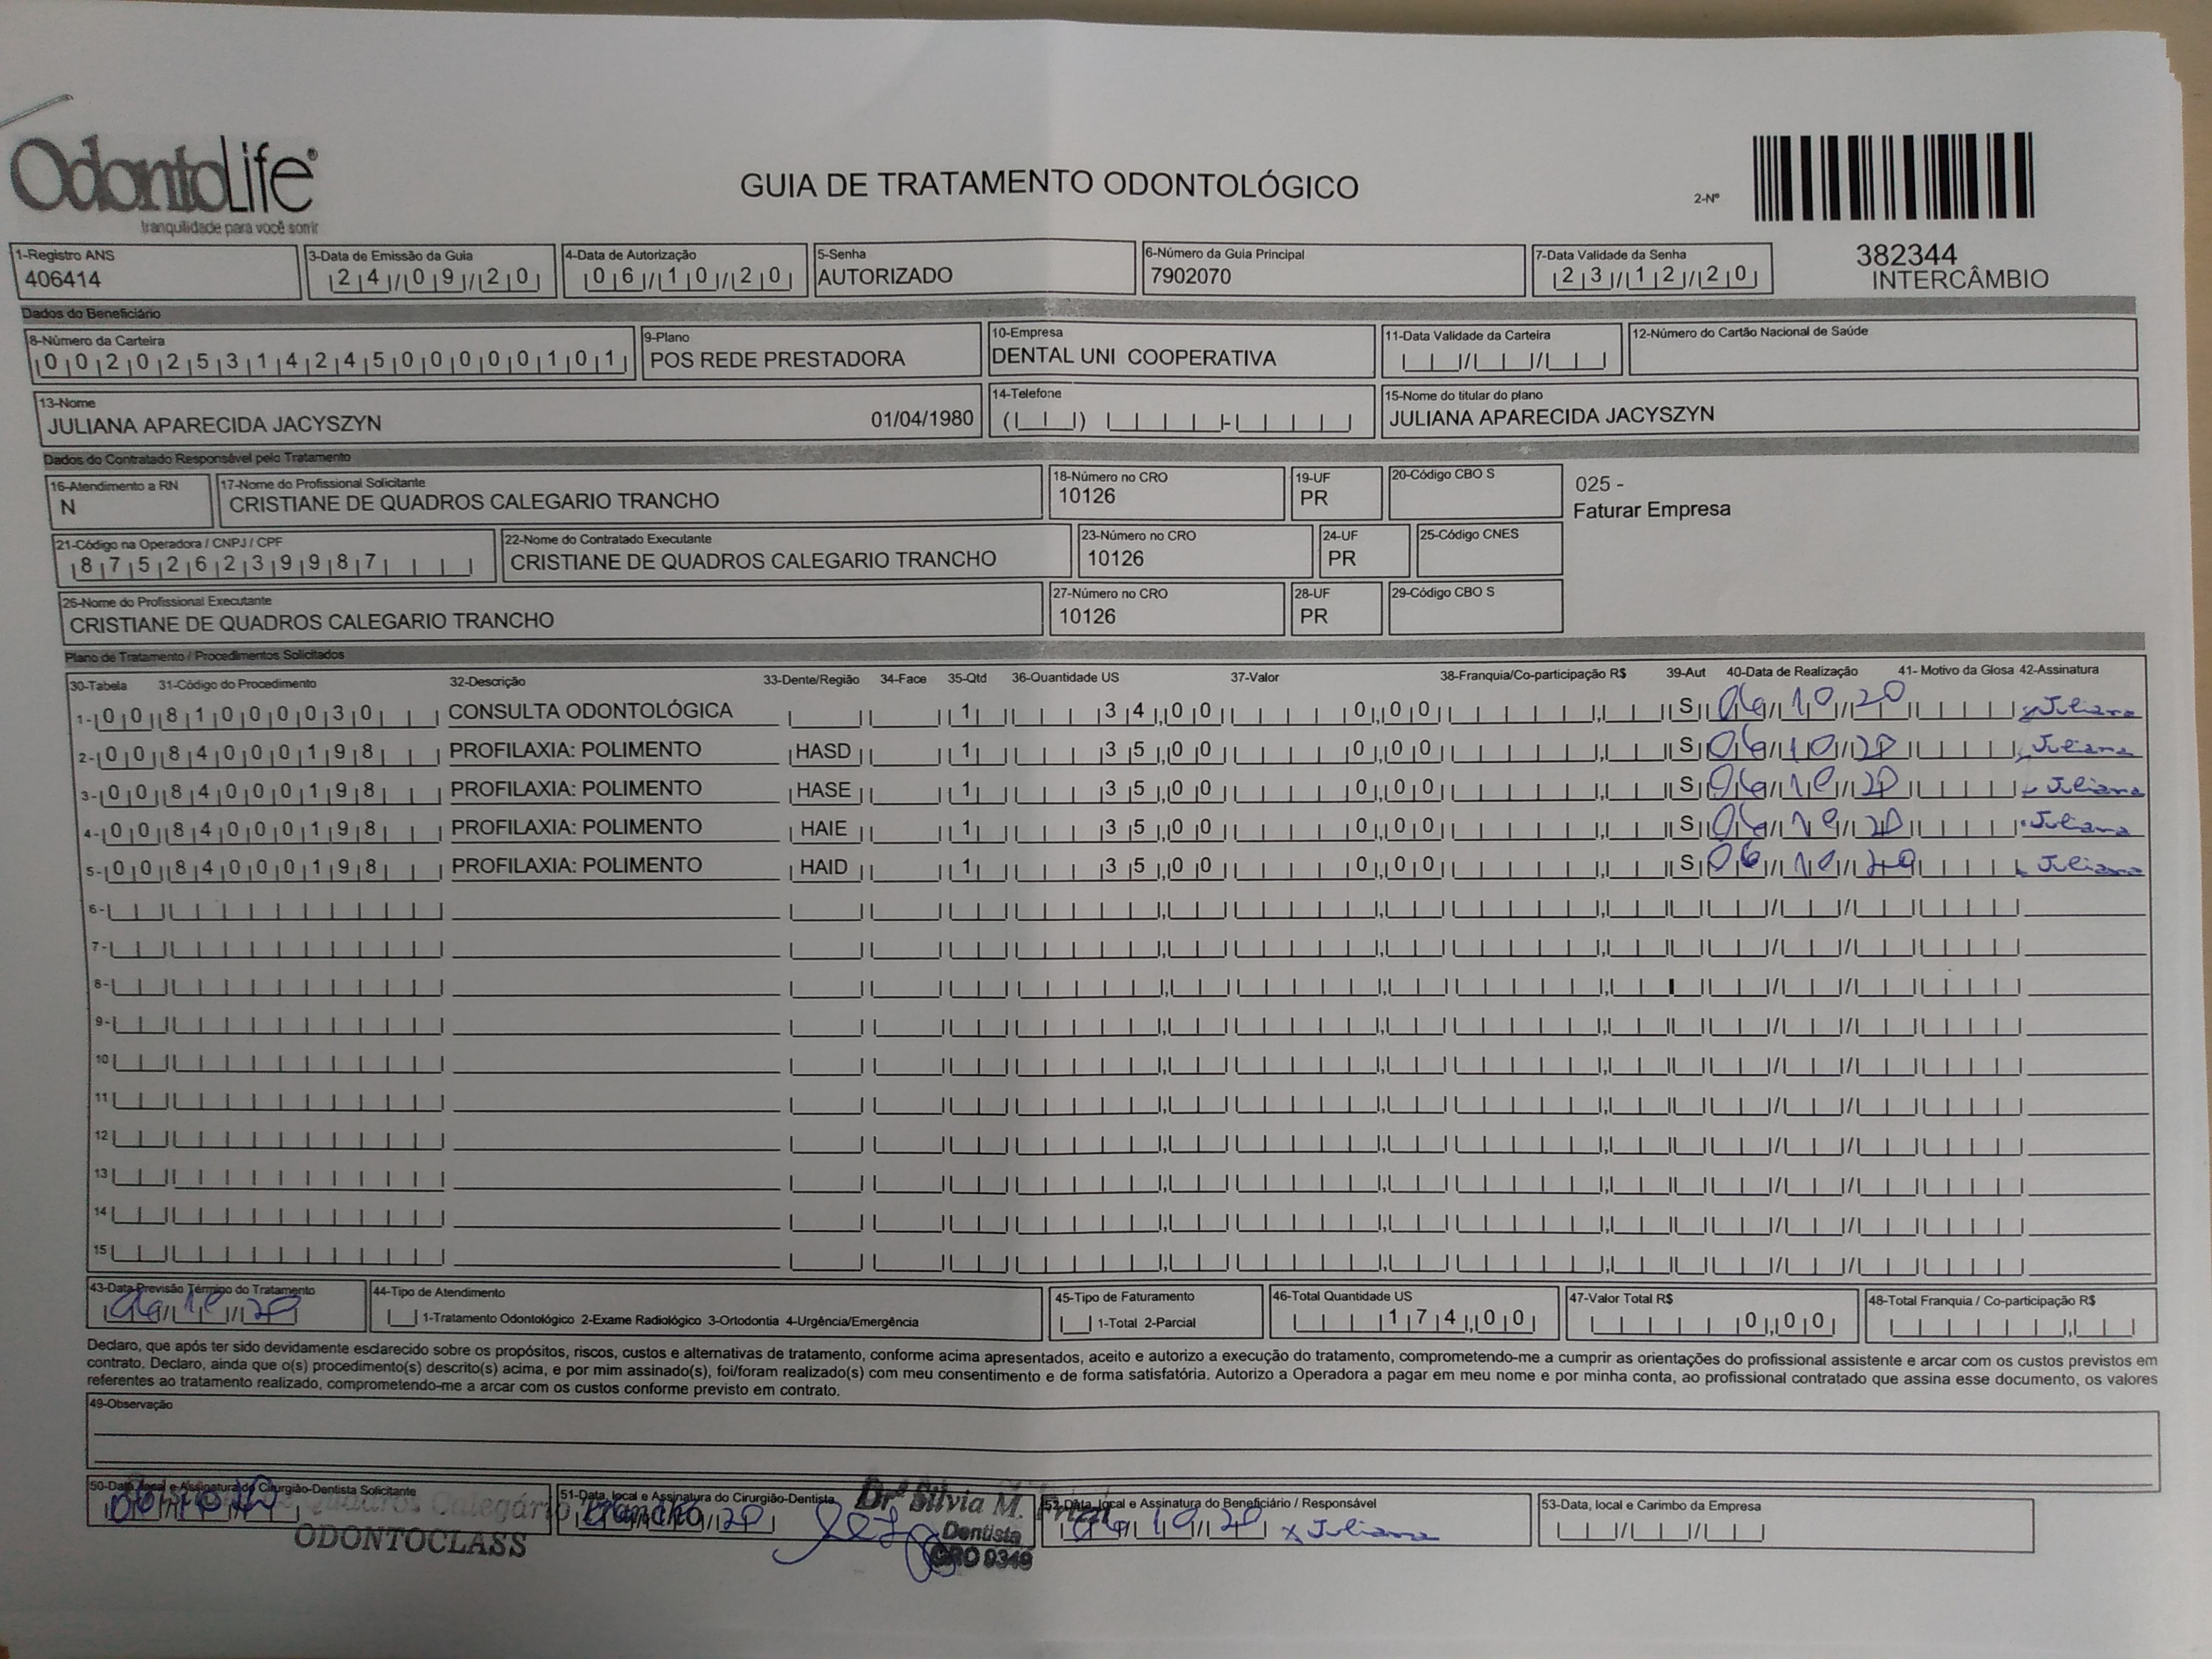 OdontoLife®
tranquilidade para você sorrir
GUIA DE TRATAMENTO ODONTOLÓGICO
2-Nº
382344
INTERCÂMBIO
1-Registro ANS
406414
3-Data de Emissão da Guia
24/09/20
4-Data de Autorização
06/10/20
5-Senha
AUTORIZADO
6-Número da Guia Principal
7902070
7-Data Validade da Senha
23/12/20
Dados do Beneficiário
8-Número da Carteira
00202531424500000101
9-Plano
POS REDE PRESTADORA
10-Empresa
DENTAL UNI COOPERATIVA
11-Data Validade da Carteira
12-Número do Cartão Nacional de Saúde
13-Nome
JULIANA APARECIDA JACYSZYN 01/04/1980
14-Telefone
15-Nome do titular do plano
JULIANA APARECIDA JACYSZYN
Dados do Contratado Responsável pelo Tratamento
16-Atendimento a RN
N
17-Nome do Profissional Solicitante
CRISTIANE DE QUADROS CALEGARIO TRANCHO
18-Número no CRO
10126
19-UF
PR
20-Código CBO S
025 -
Faturar Empresa
21-Código na Operadora / CNPJ / CPF
87526239987
22-Nome do Contratado Executante
CRISTIANE DE QUADROS CALEGARIO TRANCHO
23-Número no CRO
10126
24-UF
PR
25-Código CNES
26-Nome do Profissional Executante
CRISTIANE DE QUADROS CALEGARIO TRANCHO
27-Número no CRO
10126
28-UF
PR
29-Código CBO S
Plano de Tratamento / Procedimentos Solicitados
30-Tabela 31-Código do Procedimento 32-Descrição 33-Dente/Região 34-Face 35-Qtd 36-Quantidade US 37-Valor 38-Franquia/Co-participação R$ 39-Aut 40-Data de Realização 41- Motivo da Glosa 42-Assinatura
1- 00 81000030 CONSULTA ODONTOLÓGICA 1 34,00 0,00 S 06/10/20 Juliana
2- 00 84000198 PROFILAXIA: POLIMENTO HASD 1 35,00 0,00 S 06/10/20 Juliana
3- 00 84000198 PROFILAXIA: POLIMENTO HASE 1 35,00 0,00 S 06/10/20 Juliana
4- 00 84000198 PROFILAXIA: POLIMENTO HAIE 1 35,00 0,00 S 06/10/20 Juliana
5- 00 84000198 PROFILAXIA: POLIMENTO HAID 1 35,00 0,00 S 06/10/20 Juliana
6-
7-
8-
9-
10
11
12
13
14
15
43-Data Previsão Término do Tratamento
06/10/20
44-Tipo de Atendimento
1-Tratamento Odontológico 2-Exame Radiológico 3-Ortodontia 4-Urgência/Emergência
45-Tipo de Faturamento
1-Total 2-Parcial
46-Total Quantidade US
174,00
47-Valor Total R$
0,00
48-Total Franquia / Co-participação R$
Declaro, que após ter sido devidamente esclarecido sobre os propósitos, riscos, custos e alternativas de tratamento, conforme acima apresentados, aceito e autorizo a execução do tratamento, comprometendo-me a cumprir as orientações do profissional assistente e arcar com os custos previstos em
contrato. Declaro, ainda que o(s) procedimento(s) descrito(s) acima, e por mim assinado(s), foi/foram realizado(s) com meu consentimento e de forma satisfatória. Autorizo a Operadora a pagar em meu nome e por minha conta, ao profissional contratado que assina esse documento, os valores
referentes ao tratamento realizado, comprometendo-me a arcar com os custos conforme previsto em contrato.
49-Observação
50-Data, local e Assinatura do Cirurgião-Dentista Solicitante
06/10/20
Quadros Calegário Trancho
ODONTOCLASS
51-Data, local e Assinatura do Cirurgião-Dentista
06/10/20
Drª Silvia M. Frizzi
Dentista
CRO 9349
52-Data, local e Assinatura do Beneficiário / Responsável
06/10/20 x Juliana
53-Data, local e Carimbo da Empresa